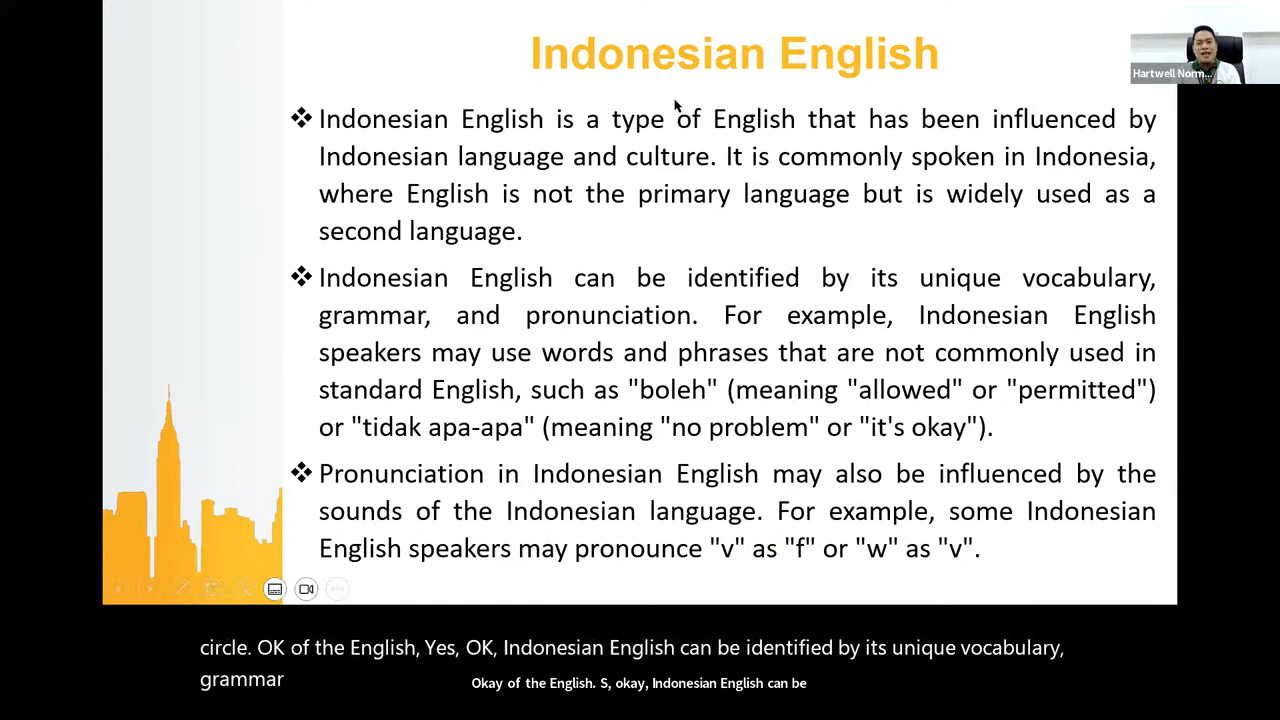 Indonesian English
Hartwell Norm...
❖ Indonesian English is a type of English that has been influenced by
Indonesian language and culture. It is commonly spoken in Indonesia,
where English is not the primary language but is widely used as a
second language.
❖ Indonesian English can be identified by its unique vocabulary,
grammar, and pronunciation. For example, Indonesian English
speakers may use words and phrases that are not commonly used in
standard English, such as "boleh" (meaning "allowed" or "permitted")
or "tidak apa-apa" (meaning "no problem" or "it's okay").
❖ Pronunciation in Indonesian English may also be influenced by the
sounds of the Indonesian language. For example, some Indonesian
English speakers may pronounce "v" as "f" or "w" as "v".
circle. OK of the English, Yes, OK, Indonesian English can be identified by its unique vocabulary,
grammar
Okay of the English. S, okay, Indonesian English can be